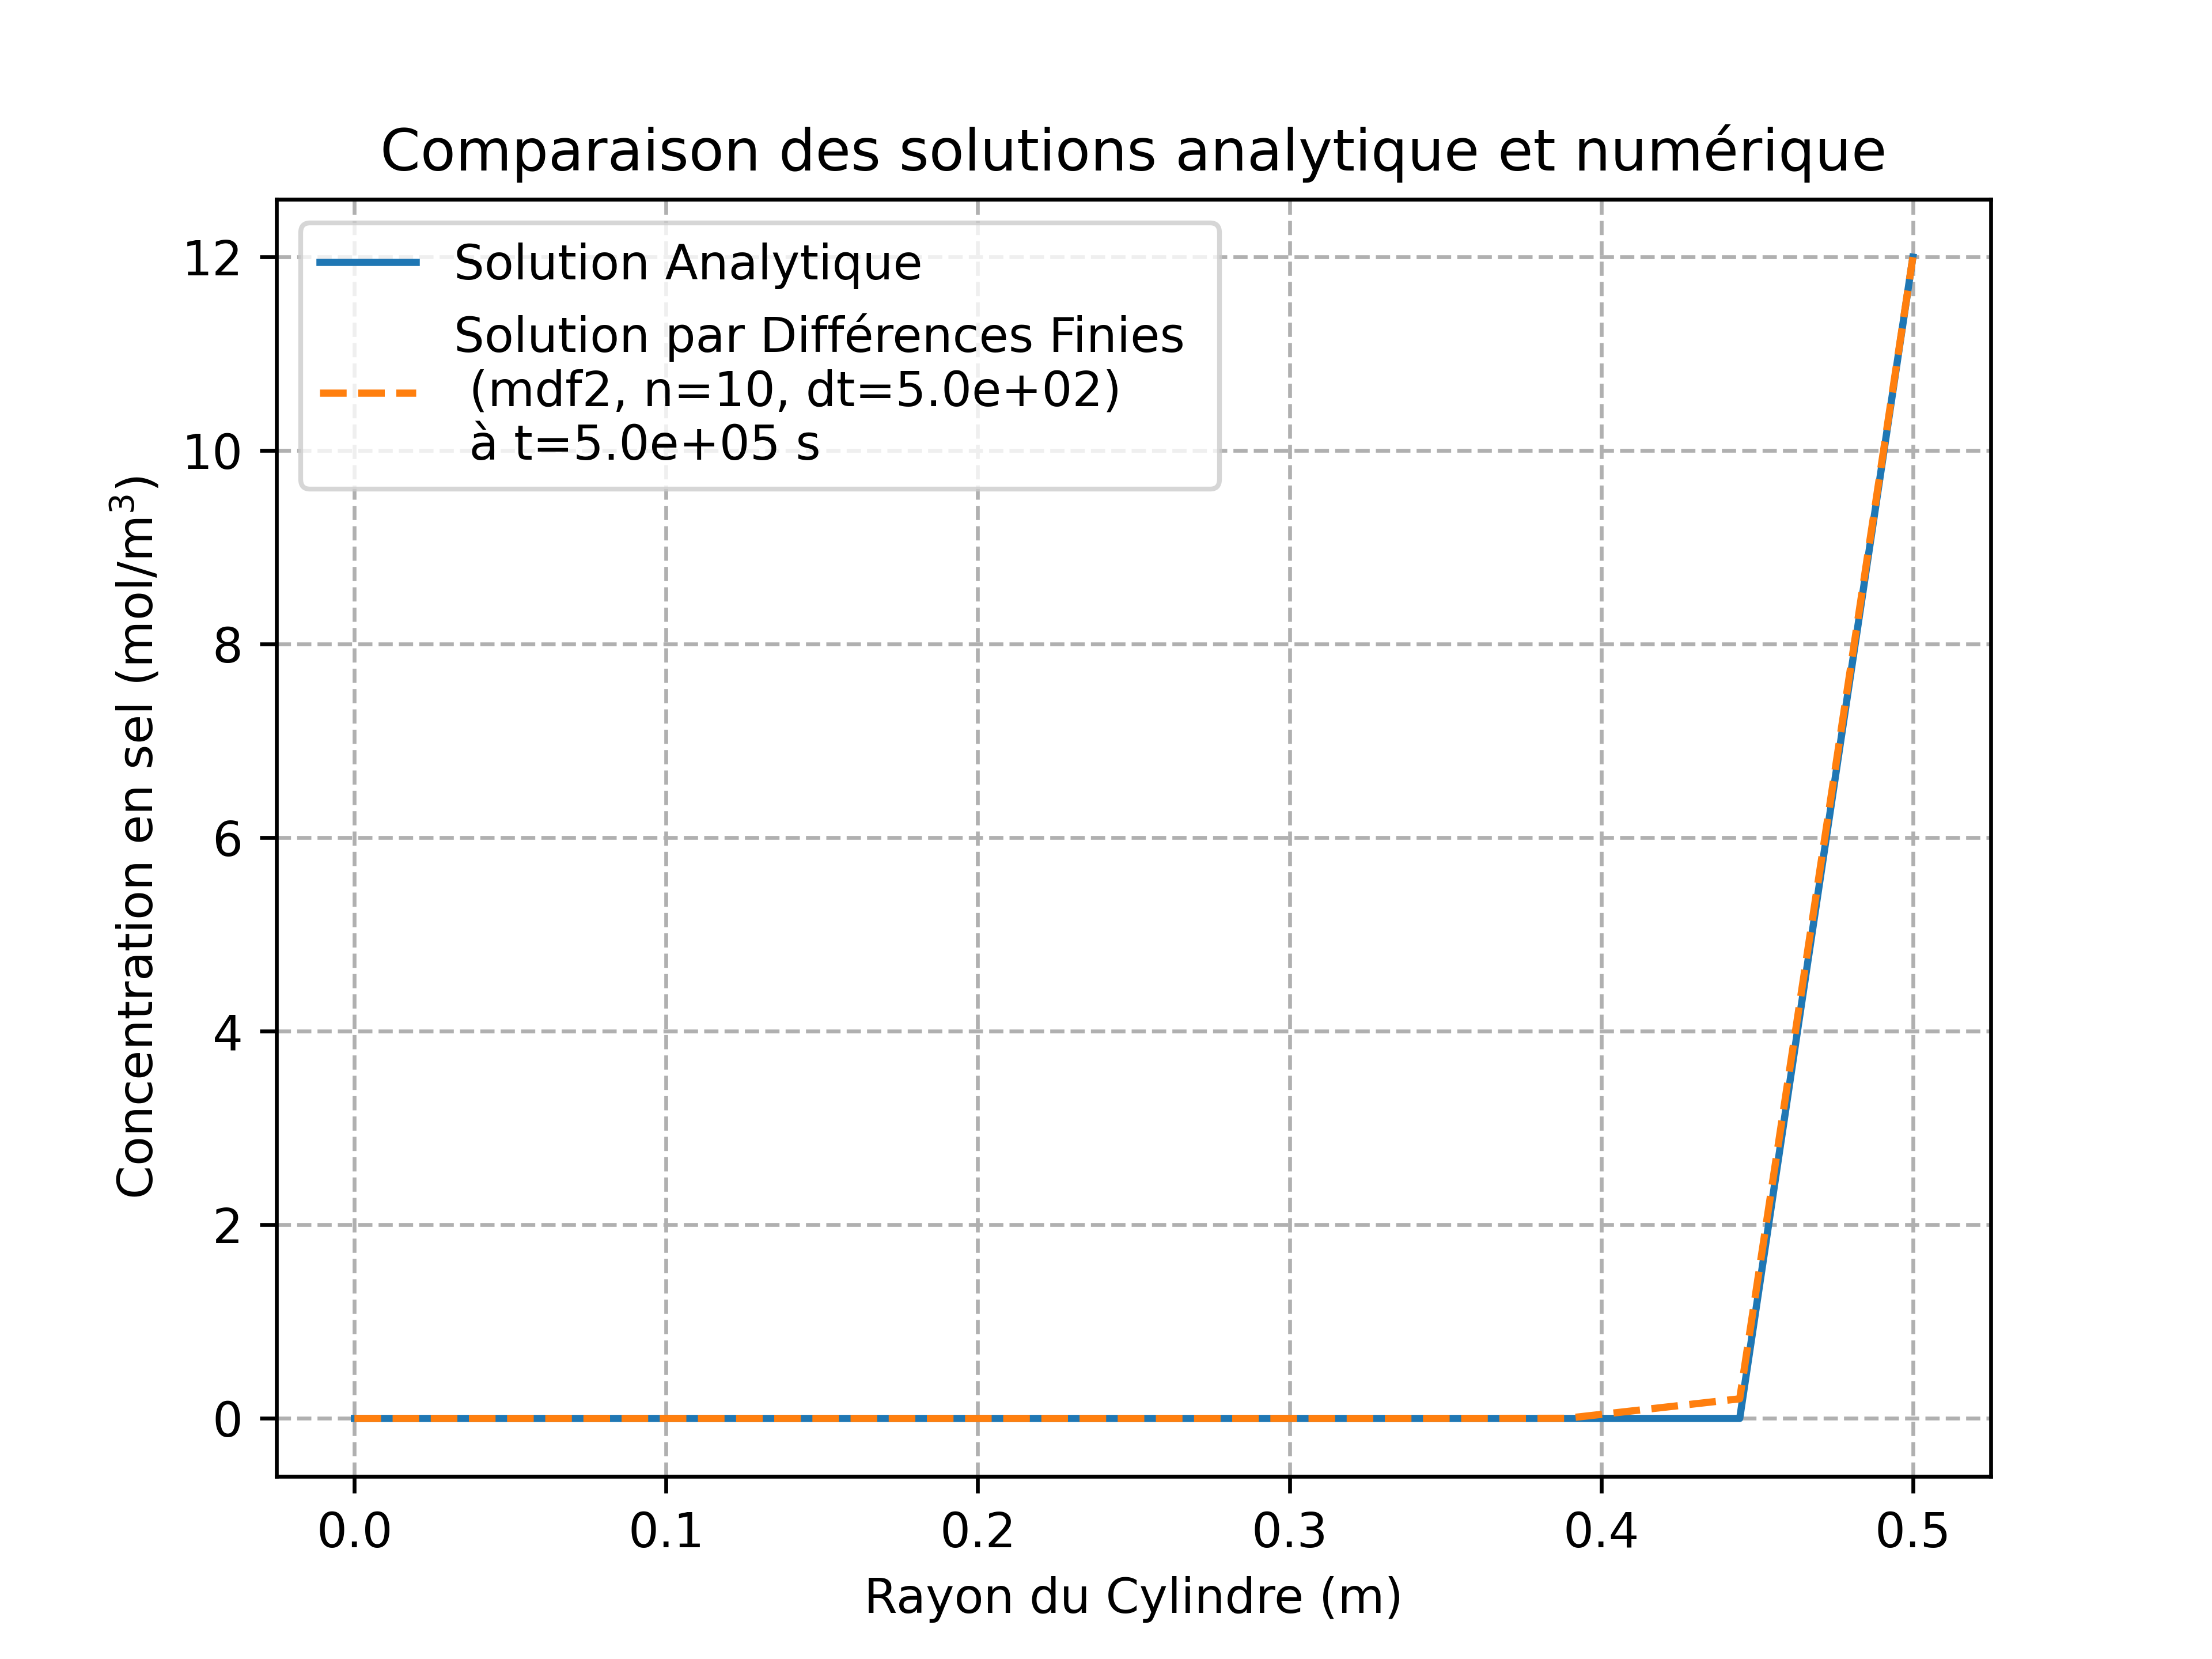 Comparaison des solutions analytique et numérique
Solution Analytique
Solution par Différences Finies
(mdf2, n=10, dt=5.0e+02)
à t=5.0e+05 s
Concentration en sel (mol/m³)
12
10
8
6
4
2
0
0.0 0.1 0.2 0.3 0.4 0.5
Rayon du Cylindre (m)